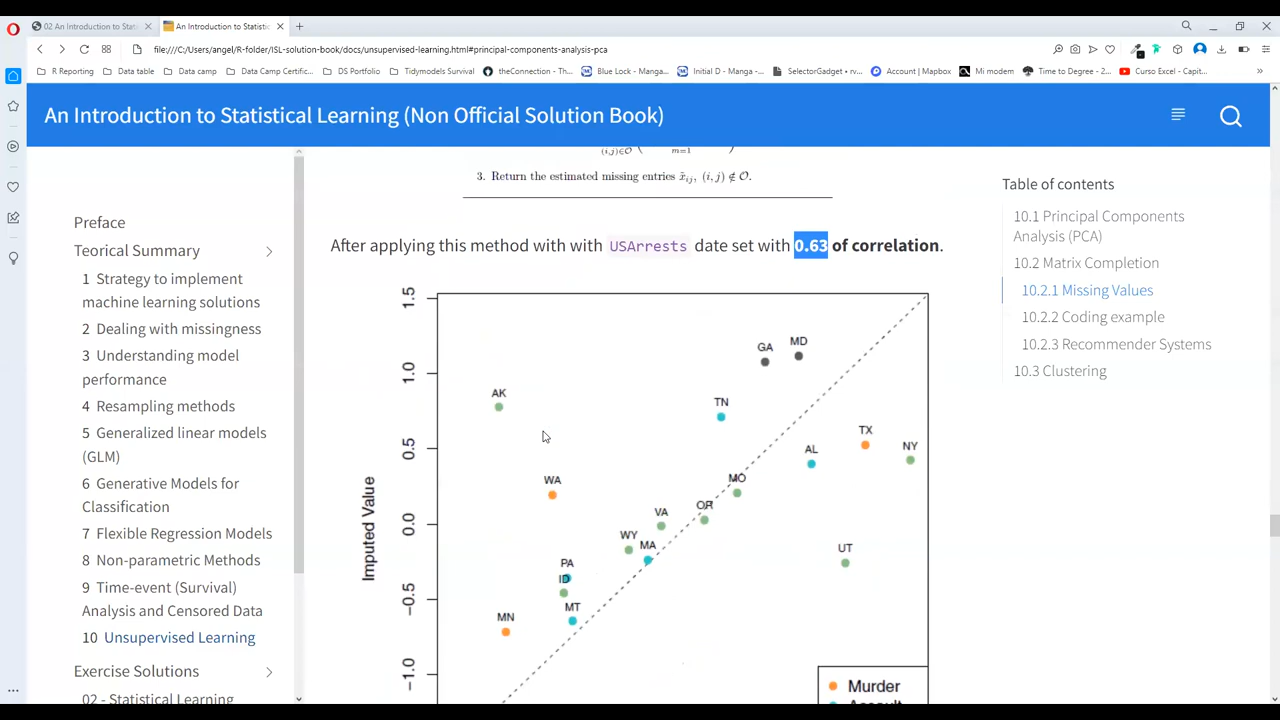 02 An Introduction to Stati
An Introduction to Statistic
file:///C:/Users/angel/R-folder/ISL-solution-book/docs/unsupervised-learning.html#principal-components-analysis-pca
R Reporting
Data table
Data camp
Data Camp Certific...
DS Portfolio
Tidymodels Survival
theConnection - Th...
Blue Lock - Manga...
Initial D - Manga -...
SelectorGadget • rv...
Account | Mapbox
Mi modem
Time to Degree - 2...
Curso Excel - Capit...
»
An Introduction to Statistical Learning (Non Official Solution Book)
Preface
Teorical Summary
1 Strategy to implement
machine learning solutions
2 Dealing with missingness
3 Understanding model
performance
4 Resampling methods
5 Generalized linear models
(GLM)
6 Generative Models for
Classification
7 Flexible Regression Models
8 Non-parametric Methods
9 Time-event (Survival)
Analysis and Censored Data
10 Unsupervised Learning
Exercise Solutions
02 - Statistical Learning
(i,j)∈O
m=1
3. Return the estimated missing entries x̃ij, (i, j) ∉ O.
After applying this method with with USArrests date set with 0.63 of correlation.
1.5
1.0
0.5
0.0
−0.5
−1.0
Imputed Value
GA
MD
AK
TN
TX
AL
NY
WA
MO
VA
OR
WY
MA
UT
PA
ID
MT
MN
Murder
Table of contents
10.1 Principal Components
Analysis (PCA)
10.2 Matrix Completion
10.2.1 Missing Values
10.2.2 Coding example
10.2.3 Recommender Systems
10.3 Clustering